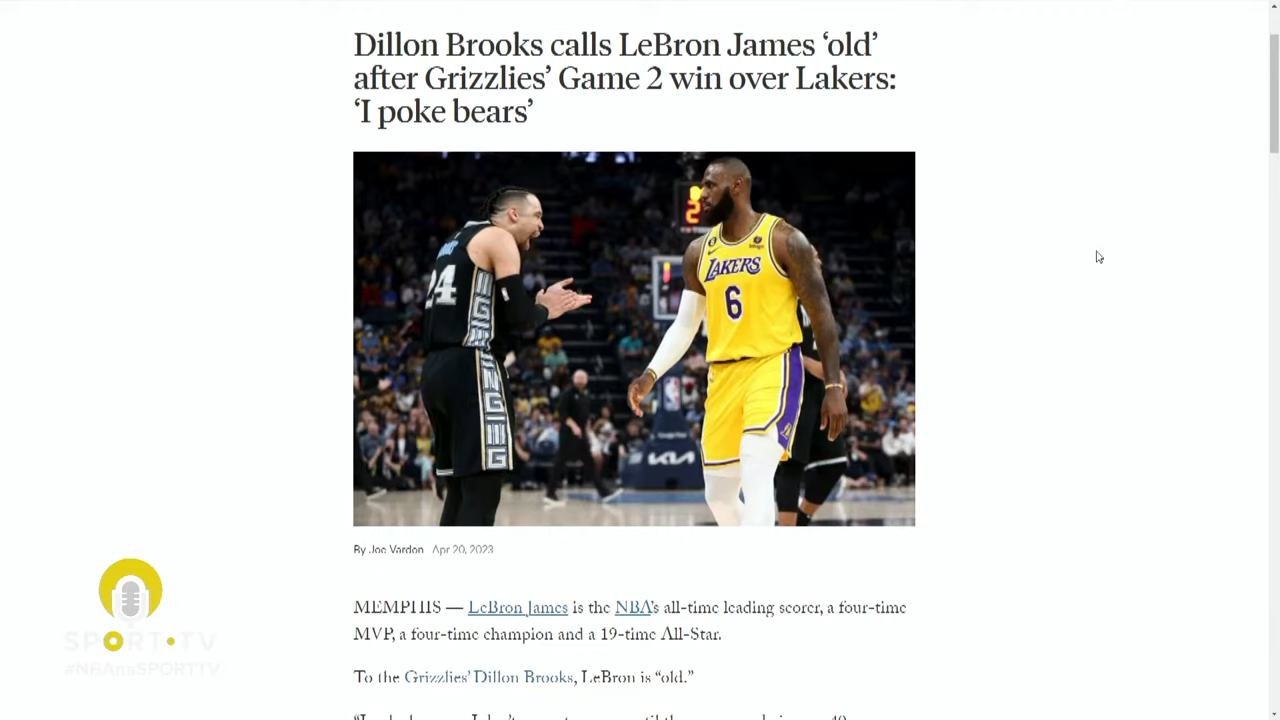 Dillon Brooks calls LeBron James ‘old’
after Grizzlies’ Game 2 win over Lakers:
‘I poke bears’
24
2
LAKERS
6
KIA
By Joe Vardon Apr 20, 2023
MEMPHIS — LeBron James is the NBA’s all-time leading scorer, a four-time
MVP, a four-time champion and a 19-time All-Star.
To the Grizzlies’ Dillon Brooks, LeBron is “old.”
SPORT•TV
#NBAnaSPORTTV